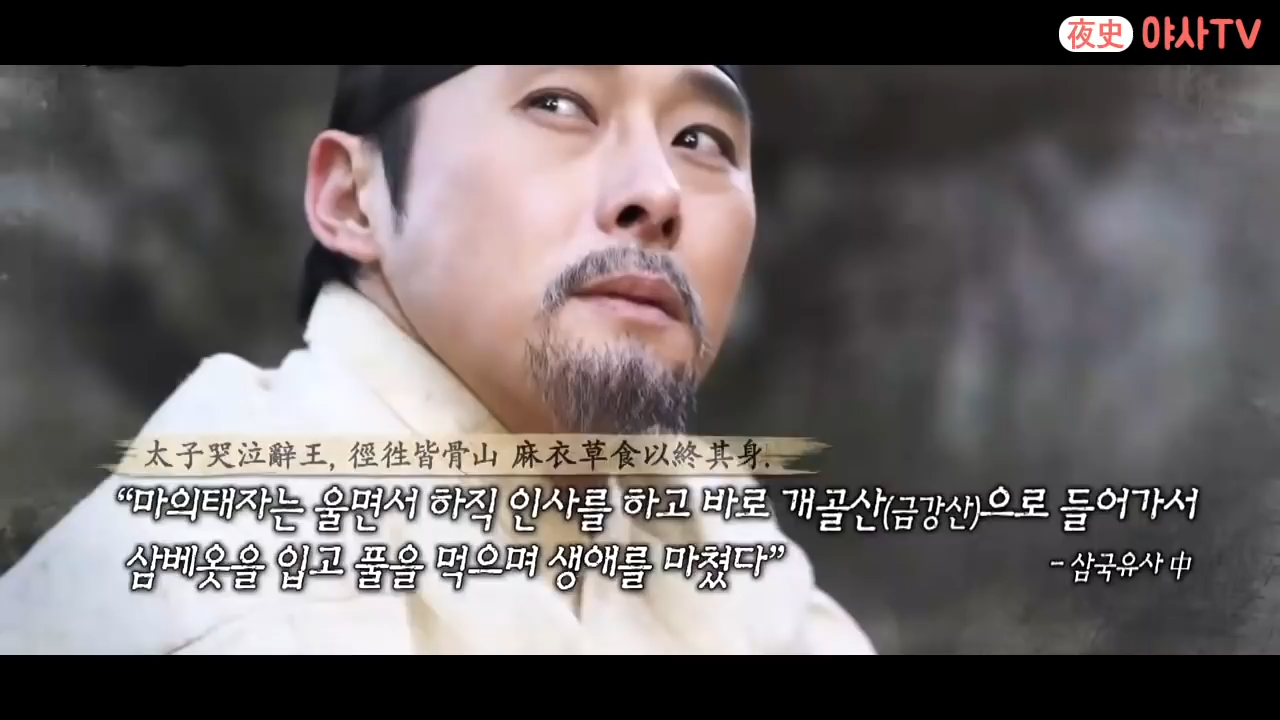 夜史 야사TV
太子哭泣辭王, 徑徃皆骨山 麻衣草食以終其身.
“마의태자는 울면서 하직 인사를 하고 바로 개골산(금강산)으로 들어가서
삼베옷을 입고 풀을 먹으며 생애를 마쳤다”
- 삼국유사 中